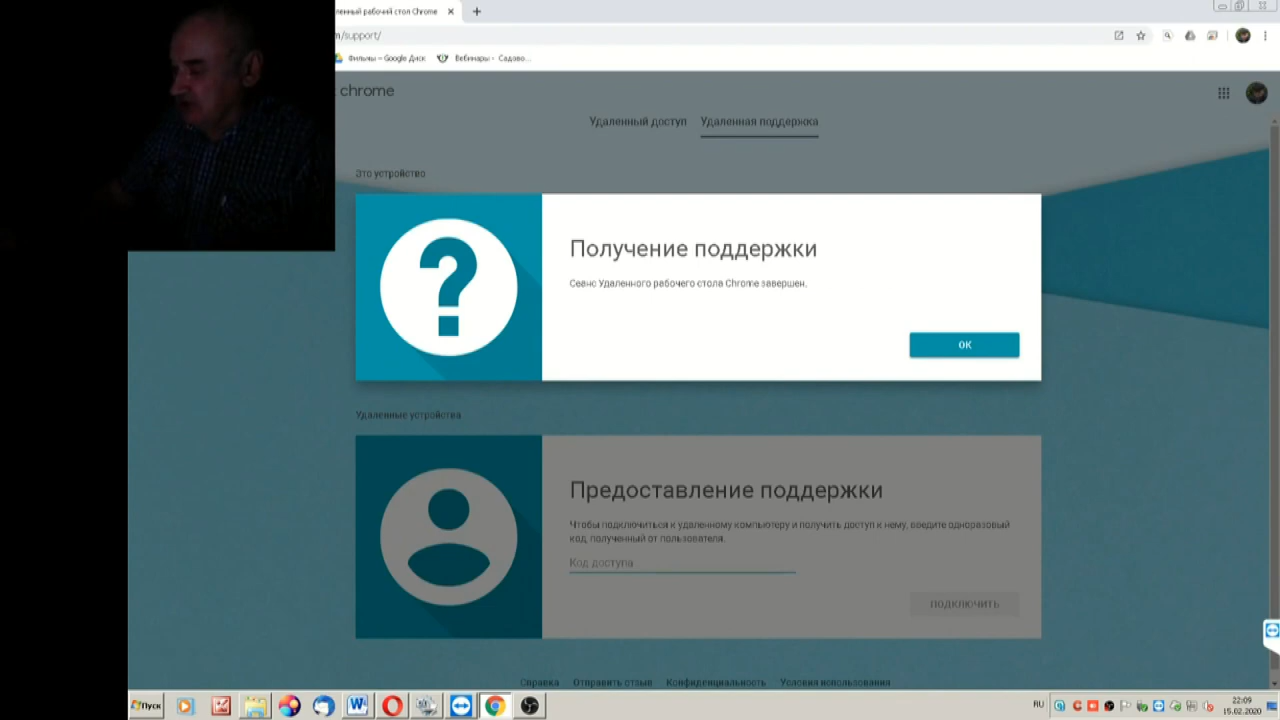 ленный рабочий стол Chrome
m/support/
Фильмы – Google Диск
Вебинары - Садово...
chrome
Удаленный доступ
Удаленная поддержка
Это устройство
Получение поддержки
Сеанс Удаленного рабочего стола Chrome завершен.
ОК
Удаленные устройства
Предоставление поддержки
Чтобы подключиться к удаленному компьютеру и получить доступ к нему, введите одноразовый
код, полученный от пользователя.
Код доступа
ПОДКЛЮЧИТЬ
Справка
Отправить отзыв
Конфиденциальность
Условия использования
Пуск
RU
22:09
15.02.2020